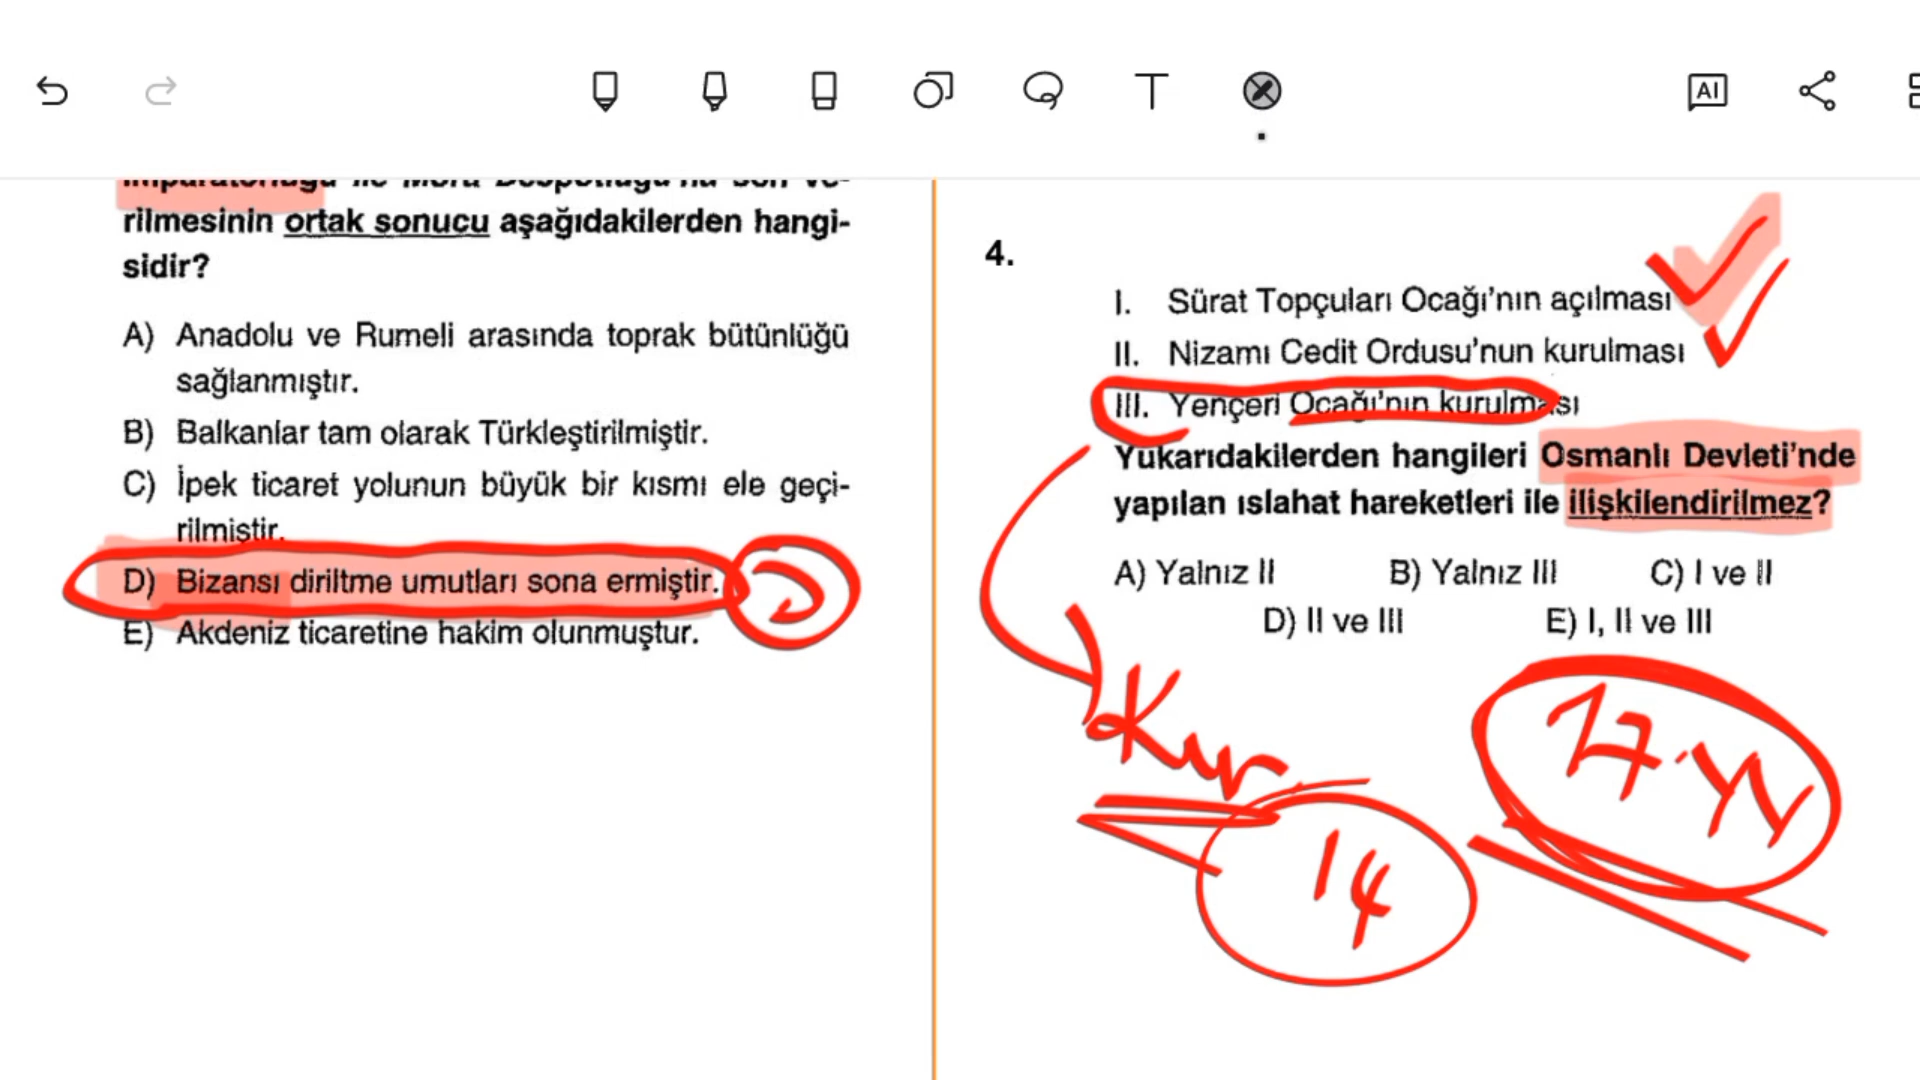 AI
rilmesinin ortak sonucu aşağıdakilerden hangi-
sidir?
A) Anadolu ve Rumeli arasında toprak bütünlüğü
sağlanmıştır.
B) Balkanlar tam olarak Türkleştirilmiştir.
C) İpek ticaret yolunun büyük bir kısmı ele geçi-
rilmiştir.
D) Bizansı diriltme umutları sona ermiştir.
E) Akdeniz ticaretine hakim olunmuştur.
4.
I. Sürat Topçuları Ocağı'nın açılması
II. Nizamı Cedit Ordusu'nun kurulması
III. Yençeri Ocağı'nın kurulması
Yukarıdakilerden hangileri Osmanlı Devleti'nde
yapılan ıslahat hareketleri ile ilişkilendirilmez?
A) Yalnız II B) Yalnız III C) I ve II
D) II ve III E) I, II ve III
Kur
14
17.yy